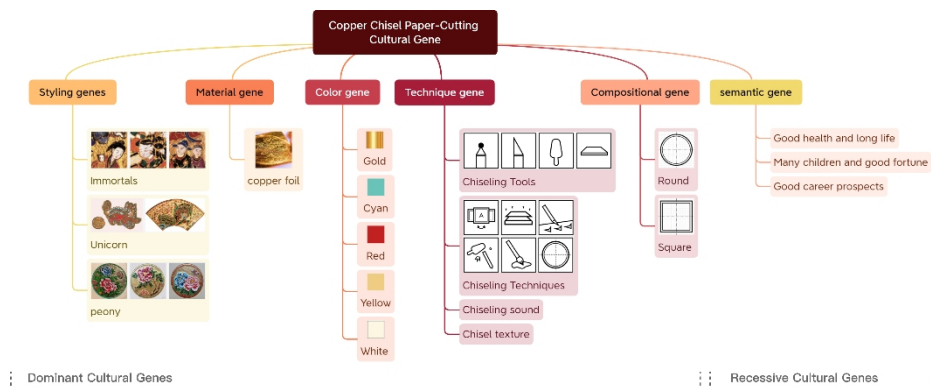 Copper Chisel Paper-Cutting
Cultural Gene
Styling genes
Material gene
Color gene
Technique gene
Compositional gene
semantic gene
Immortals
Unicorn
peony
copper foil
Gold
Cyan
Red
Yellow
White
Chiseling Tools
A
Chiseling Techniques
Chiseling sound
Chisel texture
Round
Square
Good health and long life
Many children and good fortune
Good career prospects
Dominant Cultural Genes
Recessive Cultural Genes